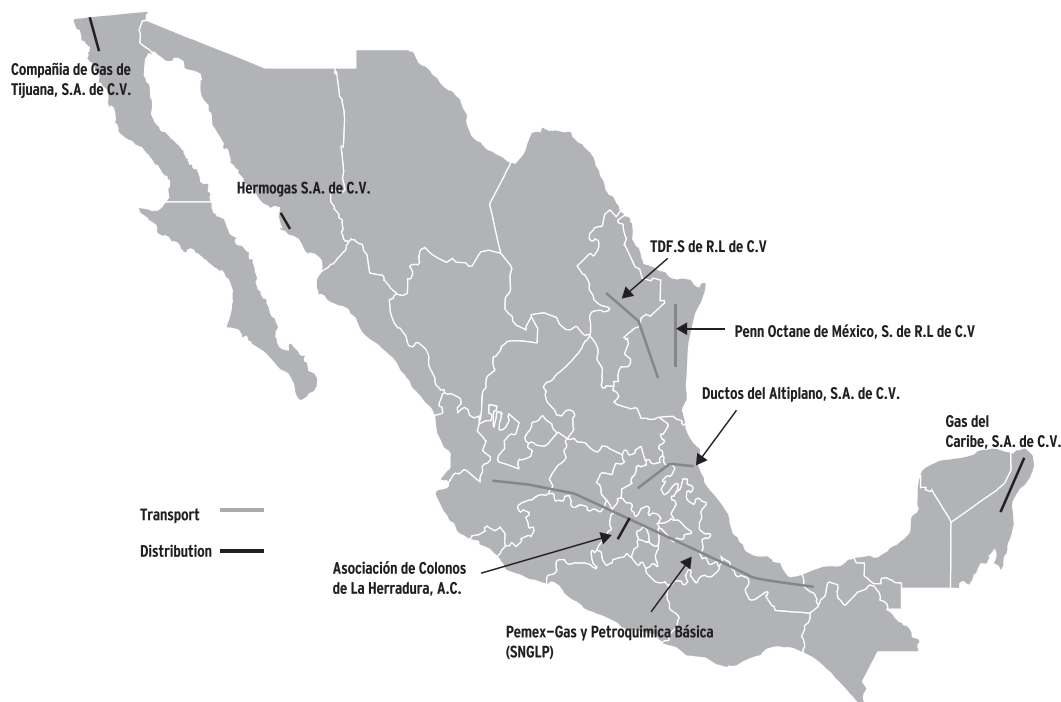 Compañia de Gas de
Tijuana, S.A. de C.V.
Hermogas S.A. de C.V.
TDF.S de R.L de C.V
Penn Octane de México, S. de R.L de C.V
Ductos del Altiplano, S.A. de C.V.
Gas del
Caribe, S.A. de C.V.
Transport
Distribution
Asociación de Colonos
de La Herradura, A.C.
Pemex–Gas y Petroquimica Básica
(SNGLP)